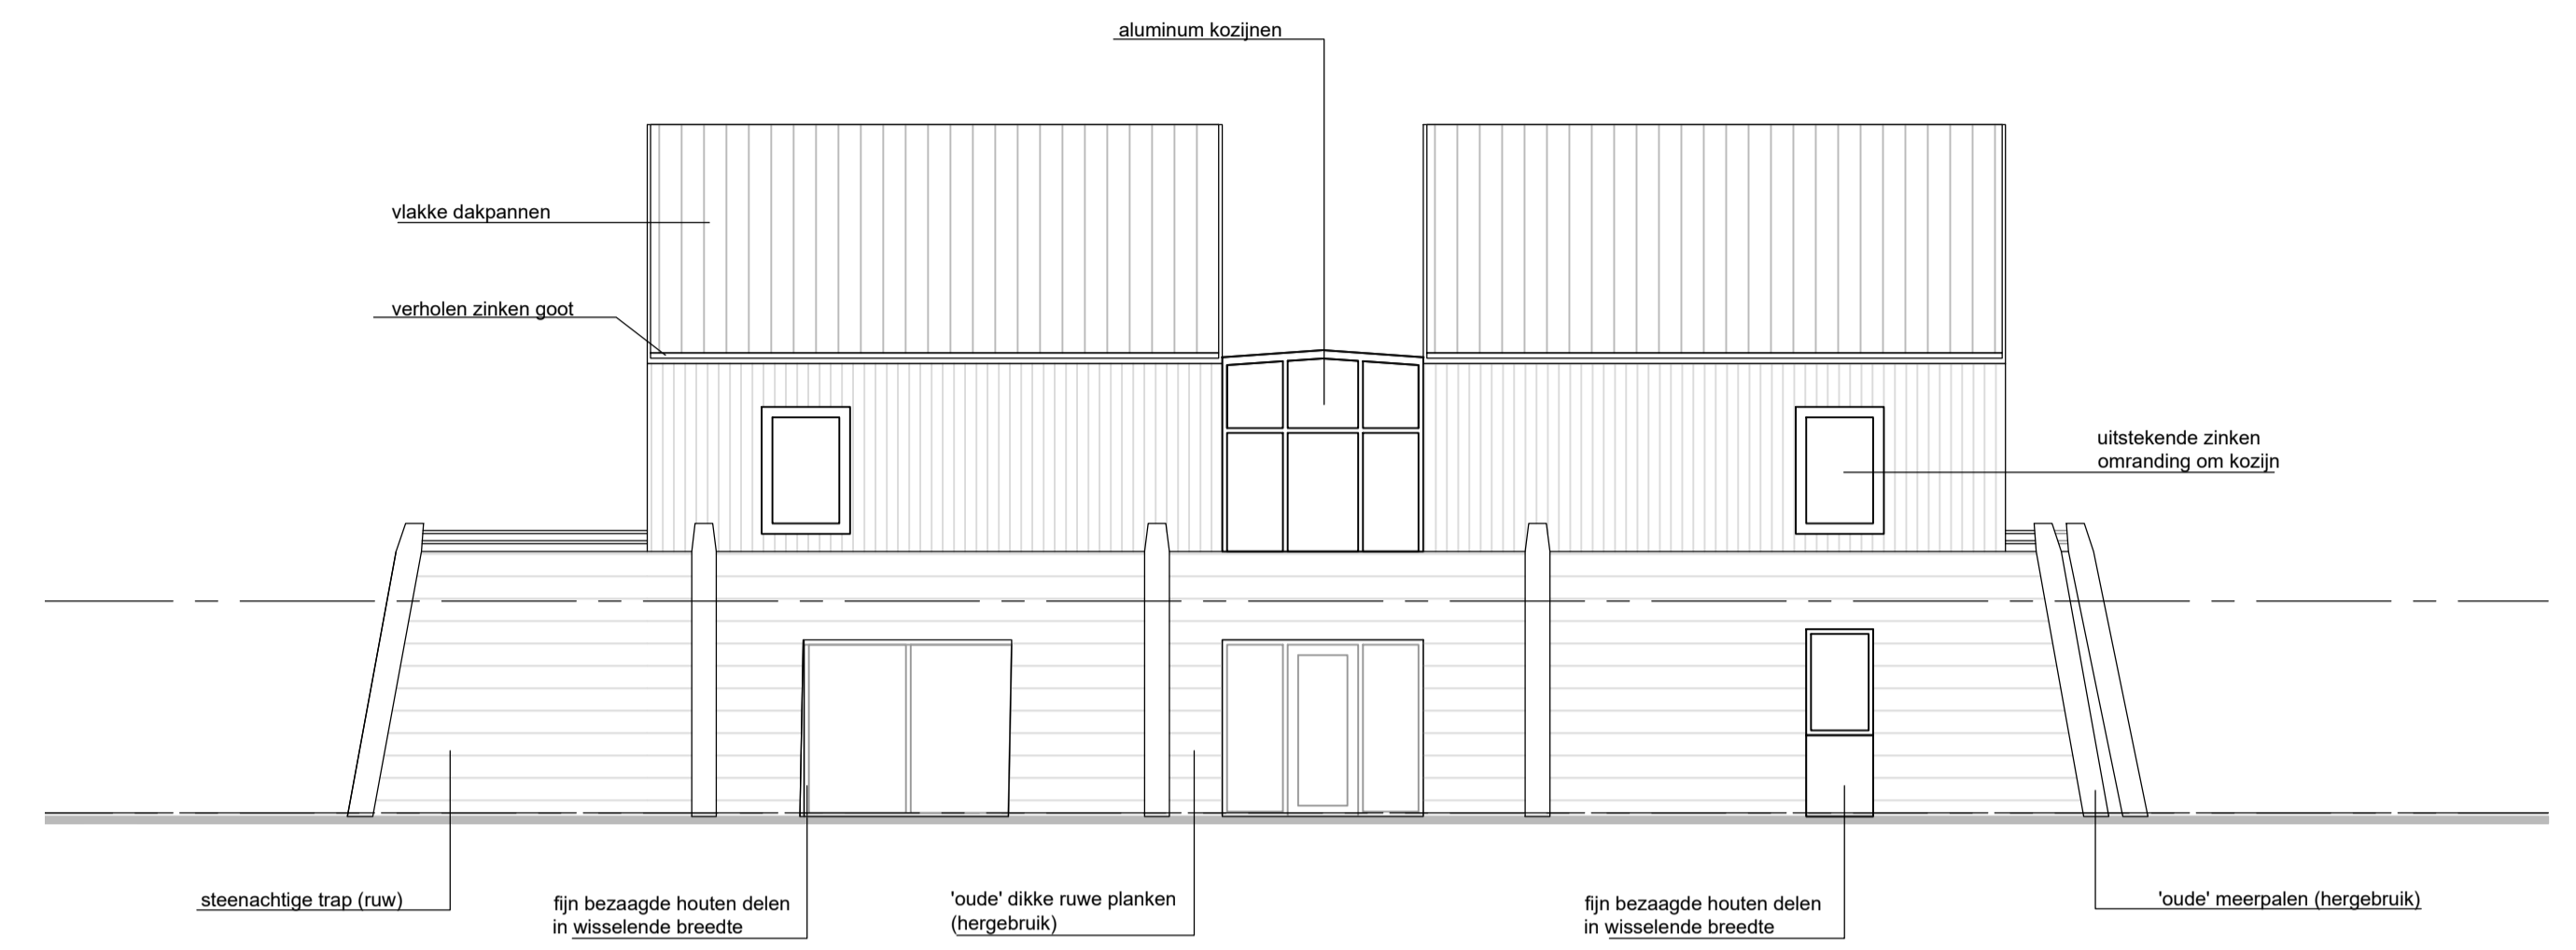 aluminum kozijnen
vlakke dakpannen
verholen zinken goot
uitstekende zinken
omranding om kozijn
steenachtige trap (ruw)
fijn bezaagde houten delen
in wisselende breedte
'oude' dikke ruwe planken
(hergebruik)
fijn bezaagde houten delen
in wisselende breedte
'oude' meerpalen (hergebruik)